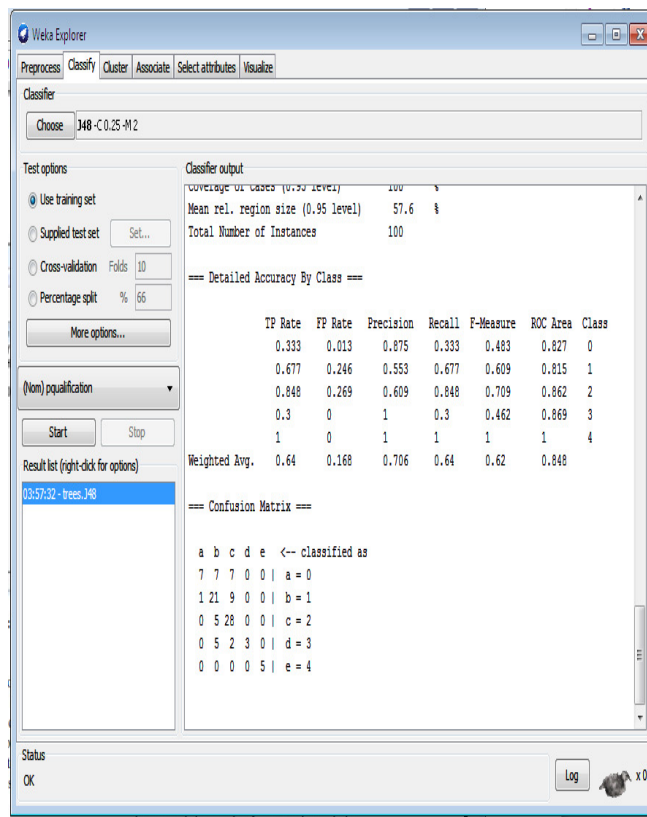 Weka Explorer
Preprocess Classify Cluster Associate Select attributes Visualize
Classifier
Choose J48 -C 0.25 -M 2
Test options
Use training set
Supplied test set Set...
Cross-validation Folds 10
Percentage split % 66
More options...
(Nom) pqualification
Start Stop
Result list (right-click for options)
03:57:32 - trees.J48
Classifier output
Coverage of cases (0.95 level) 100 %
Mean rel. region size (0.95 level) 57.6 %
Total Number of Instances 100
=== Detailed Accuracy By Class ===
TP Rate FP Rate Precision Recall F-Measure ROC Area Class
0.333 0.013 0.875 0.333 0.483 0.827 0
0.677 0.246 0.553 0.677 0.609 0.815 1
0.848 0.269 0.609 0.848 0.709 0.862 2
0.3 0 1 0.3 0.462 0.869 3
1 0 1 1 1 1 4
Weighted Avg. 0.64 0.168 0.706 0.64 0.62 0.848
=== Confusion Matrix ===
a b c d e <-- classified as
7 7 7 0 0 | a = 0
1 21 9 0 0 | b = 1
0 5 28 0 0 | c = 2
0 5 2 3 0 | d = 3
0 0 0 0 5 | e = 4
Status
OK
Log
x 0